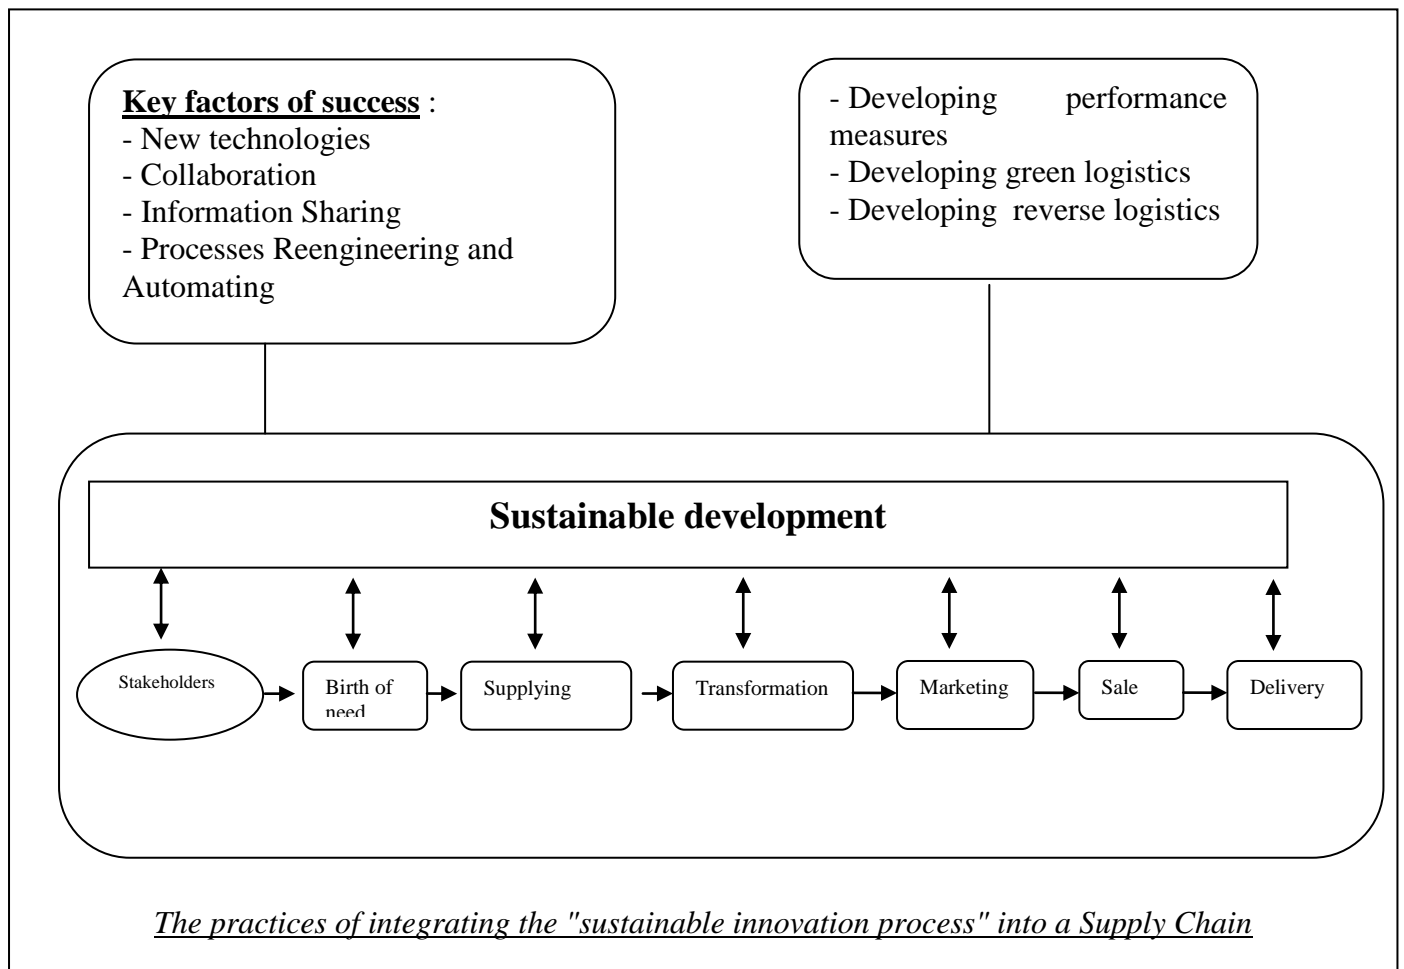 Key factors of success :
- New technologies
- Collaboration
- Information Sharing
- Processes Reengineering and
Automating
- Developing performance
measures
- Developing green logistics
- Developing reverse logistics
Sustainable development
Stakeholders
Birth of
need
Supplying
Transformation
Marketing
Sale
Delivery
The practices of integrating the "sustainable innovation process" into a Supply Chain